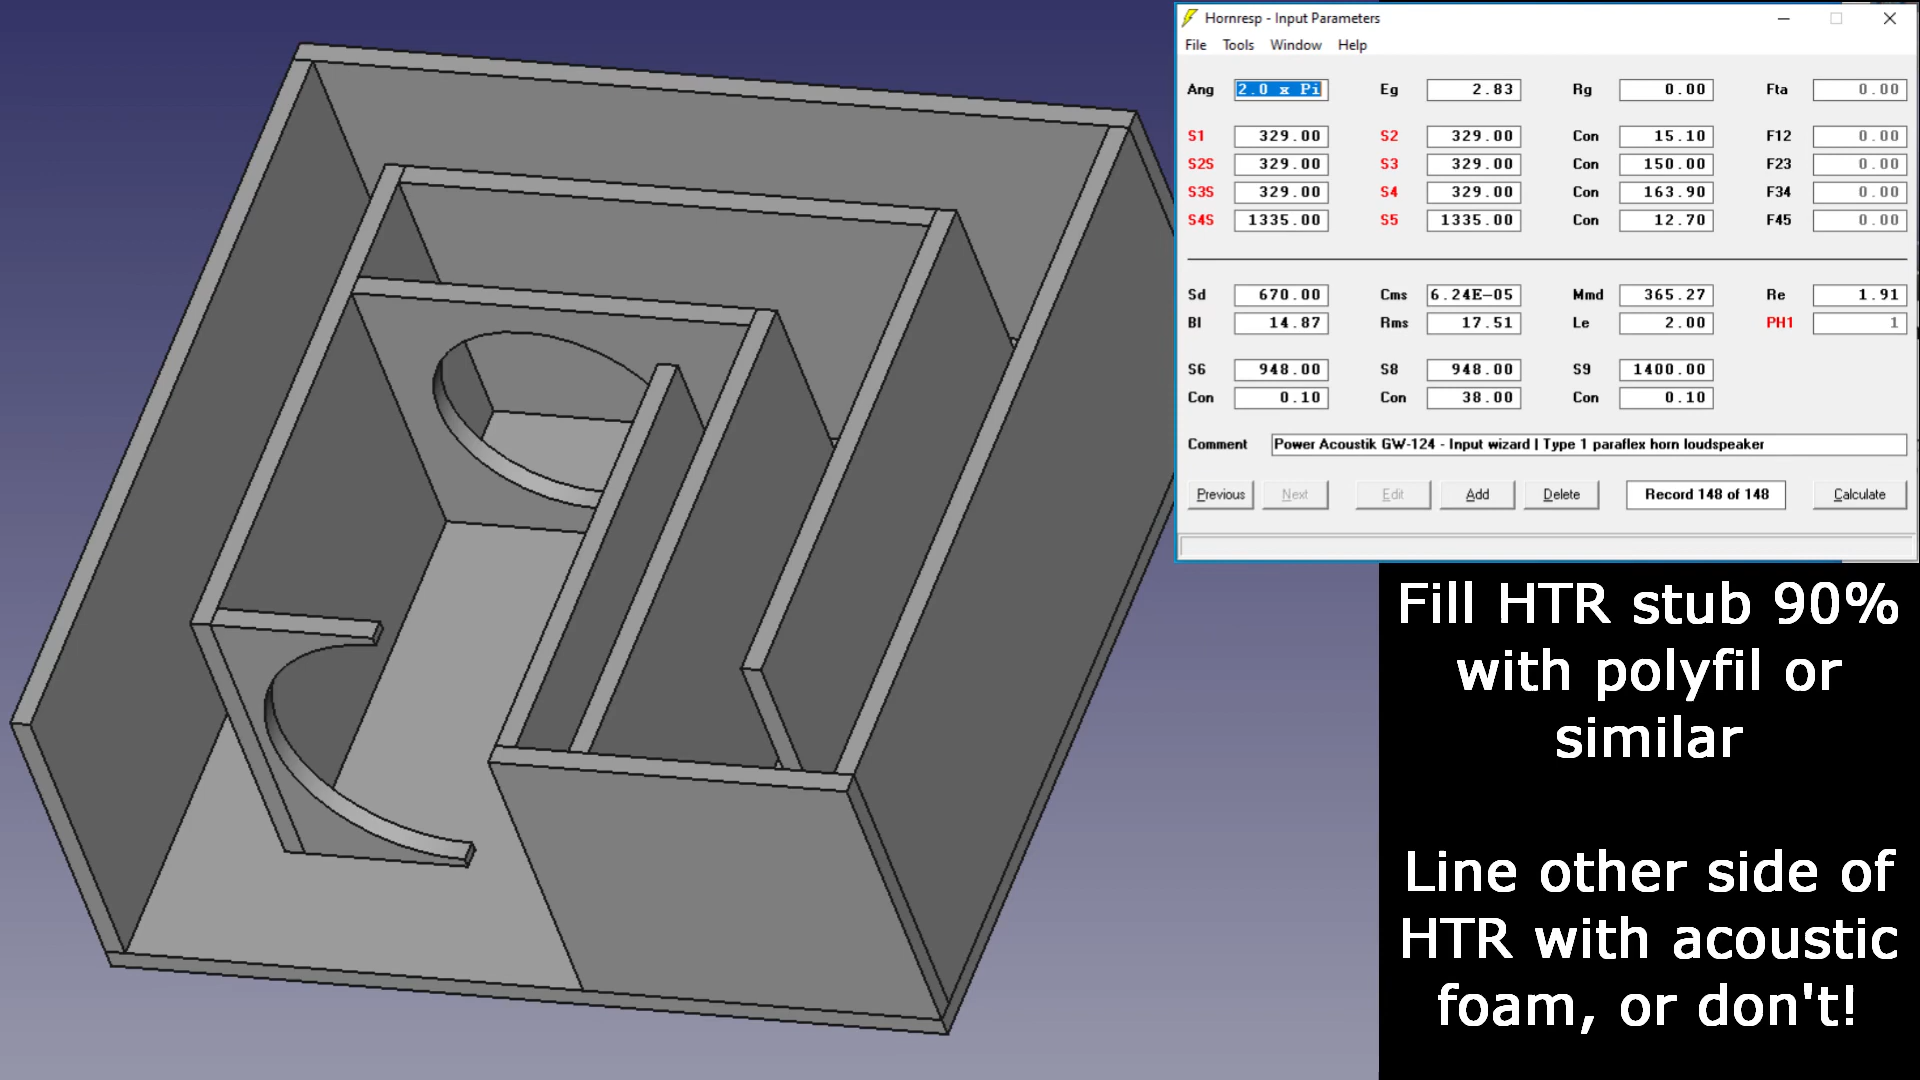 Hornresp - Input Parameters
File Tools Window Help
Ang 2.0 x Pi Eg 2.83 Rg 0.00 Fta 0.00
S1 329.00 S2 329.00 Con 15.10 F12 0.00
S2S 329.00 S3 329.00 Con 150.00 F23 0.00
S3S 329.00 S4 329.00 Con 163.90 F34 0.00
S4S 1335.00 S5 1335.00 Con 12.70 F45 0.00
Sd 670.00 Cms 6.24E-05 Mmd 365.27 Re 1.91
Bl 14.87 Rms 17.51 Le 2.00 PH1 1
S6 948.00 S8 948.00 S9 1400.00
Con 0.10 Con 38.00 Con 0.10
Comment Power Acoustik GW-124 - Input wizard | Type 1 paraflex horn loudspeaker
Previous Next Edit Add Delete Record 148 of 148 Calculate
Fill HTR stub 90%
with polyfil or
similar
Line other side of
HTR with acoustic
foam, or don't!